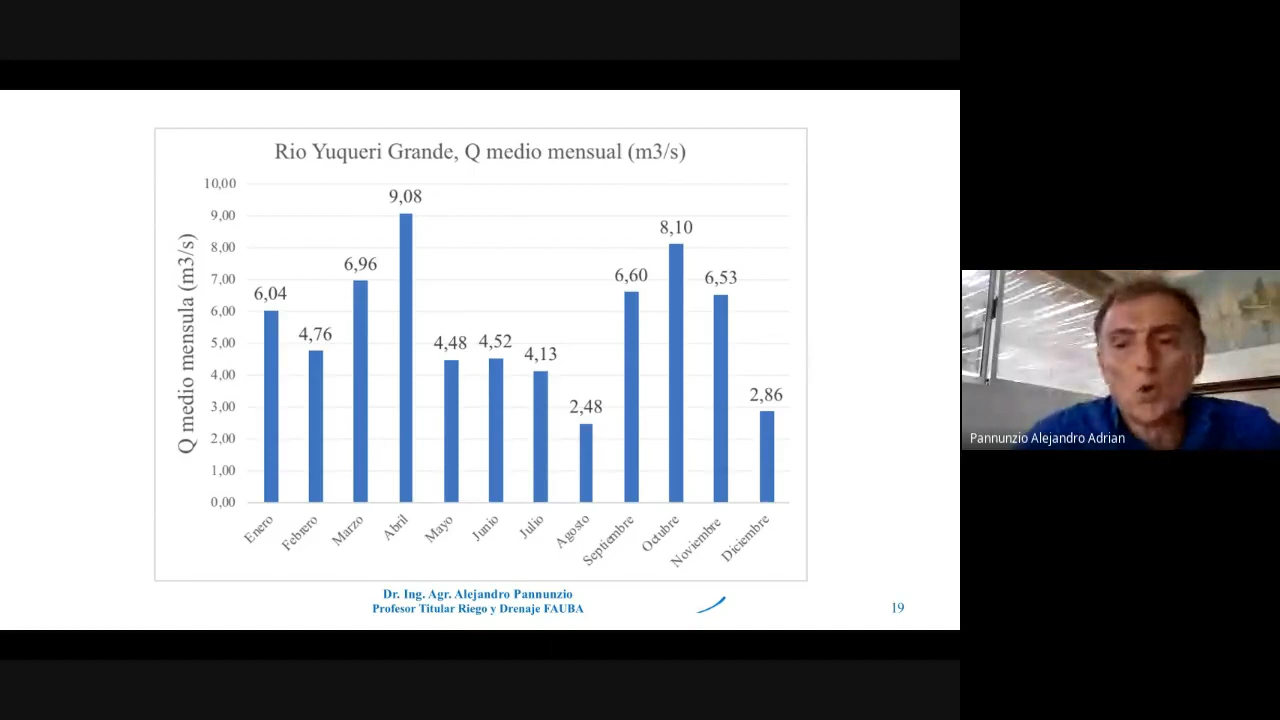 Rio Yuqueri Grande, Q medio mensual (m3/s)
Q medio mensula (m3/s)
10,00
9,00
8,00
7,00
6,00
5,00
4,00
3,00
2,00
1,00
0,00
6,04
4,76
6,96
9,08
4,48
4,52
4,13
2,48
6,60
8,10
6,53
2,86
Enero
Febrero
Marzo
Abril
Mayo
Junio
Julio
Agosto
Septiembre
Octubre
Noviembre
Diciembre
Dr. Ing. Agr. Alejandro Pannunzio
Profesor Titular Riego y Drenaje FAUBA
19
Pannunzio Alejandro Adrian